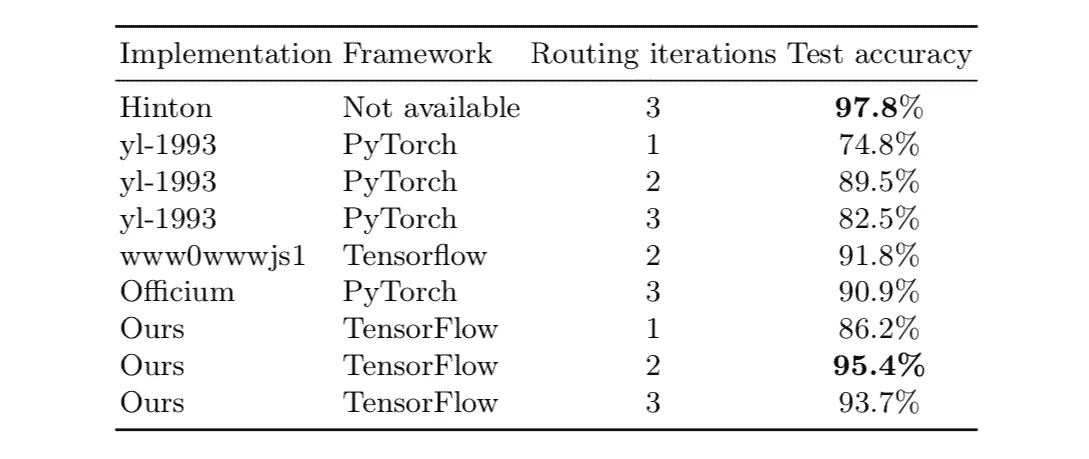 Implementation Framework Routing iterations Test accuracy
Hinton Not available 3 97.8%
yl-1993 PyTorch 1 74.8%
yl-1993 PyTorch 2 89.5%
yl-1993 PyTorch 3 82.5%
www0wwwjs1 Tensorflow 2 91.8%
Officium PyTorch 3 90.9%
Ours TensorFlow 1 86.2%
Ours TensorFlow 2 95.4%
Ours TensorFlow 3 93.7%